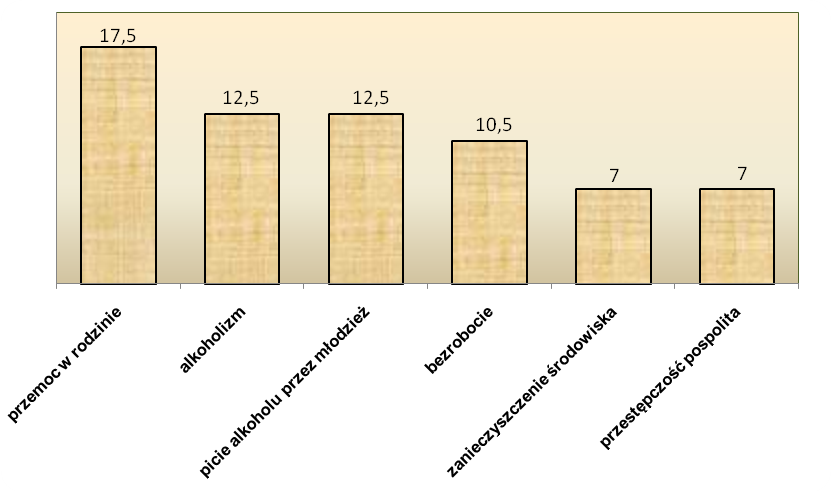 17,5
12,5
12,5
10,5
7
7
przemoc w rodzinie
alkoholizm
picie alkoholu przez młodzież
bezrobocie
zanieczyszczenie środowiska
przestępczość pospolita